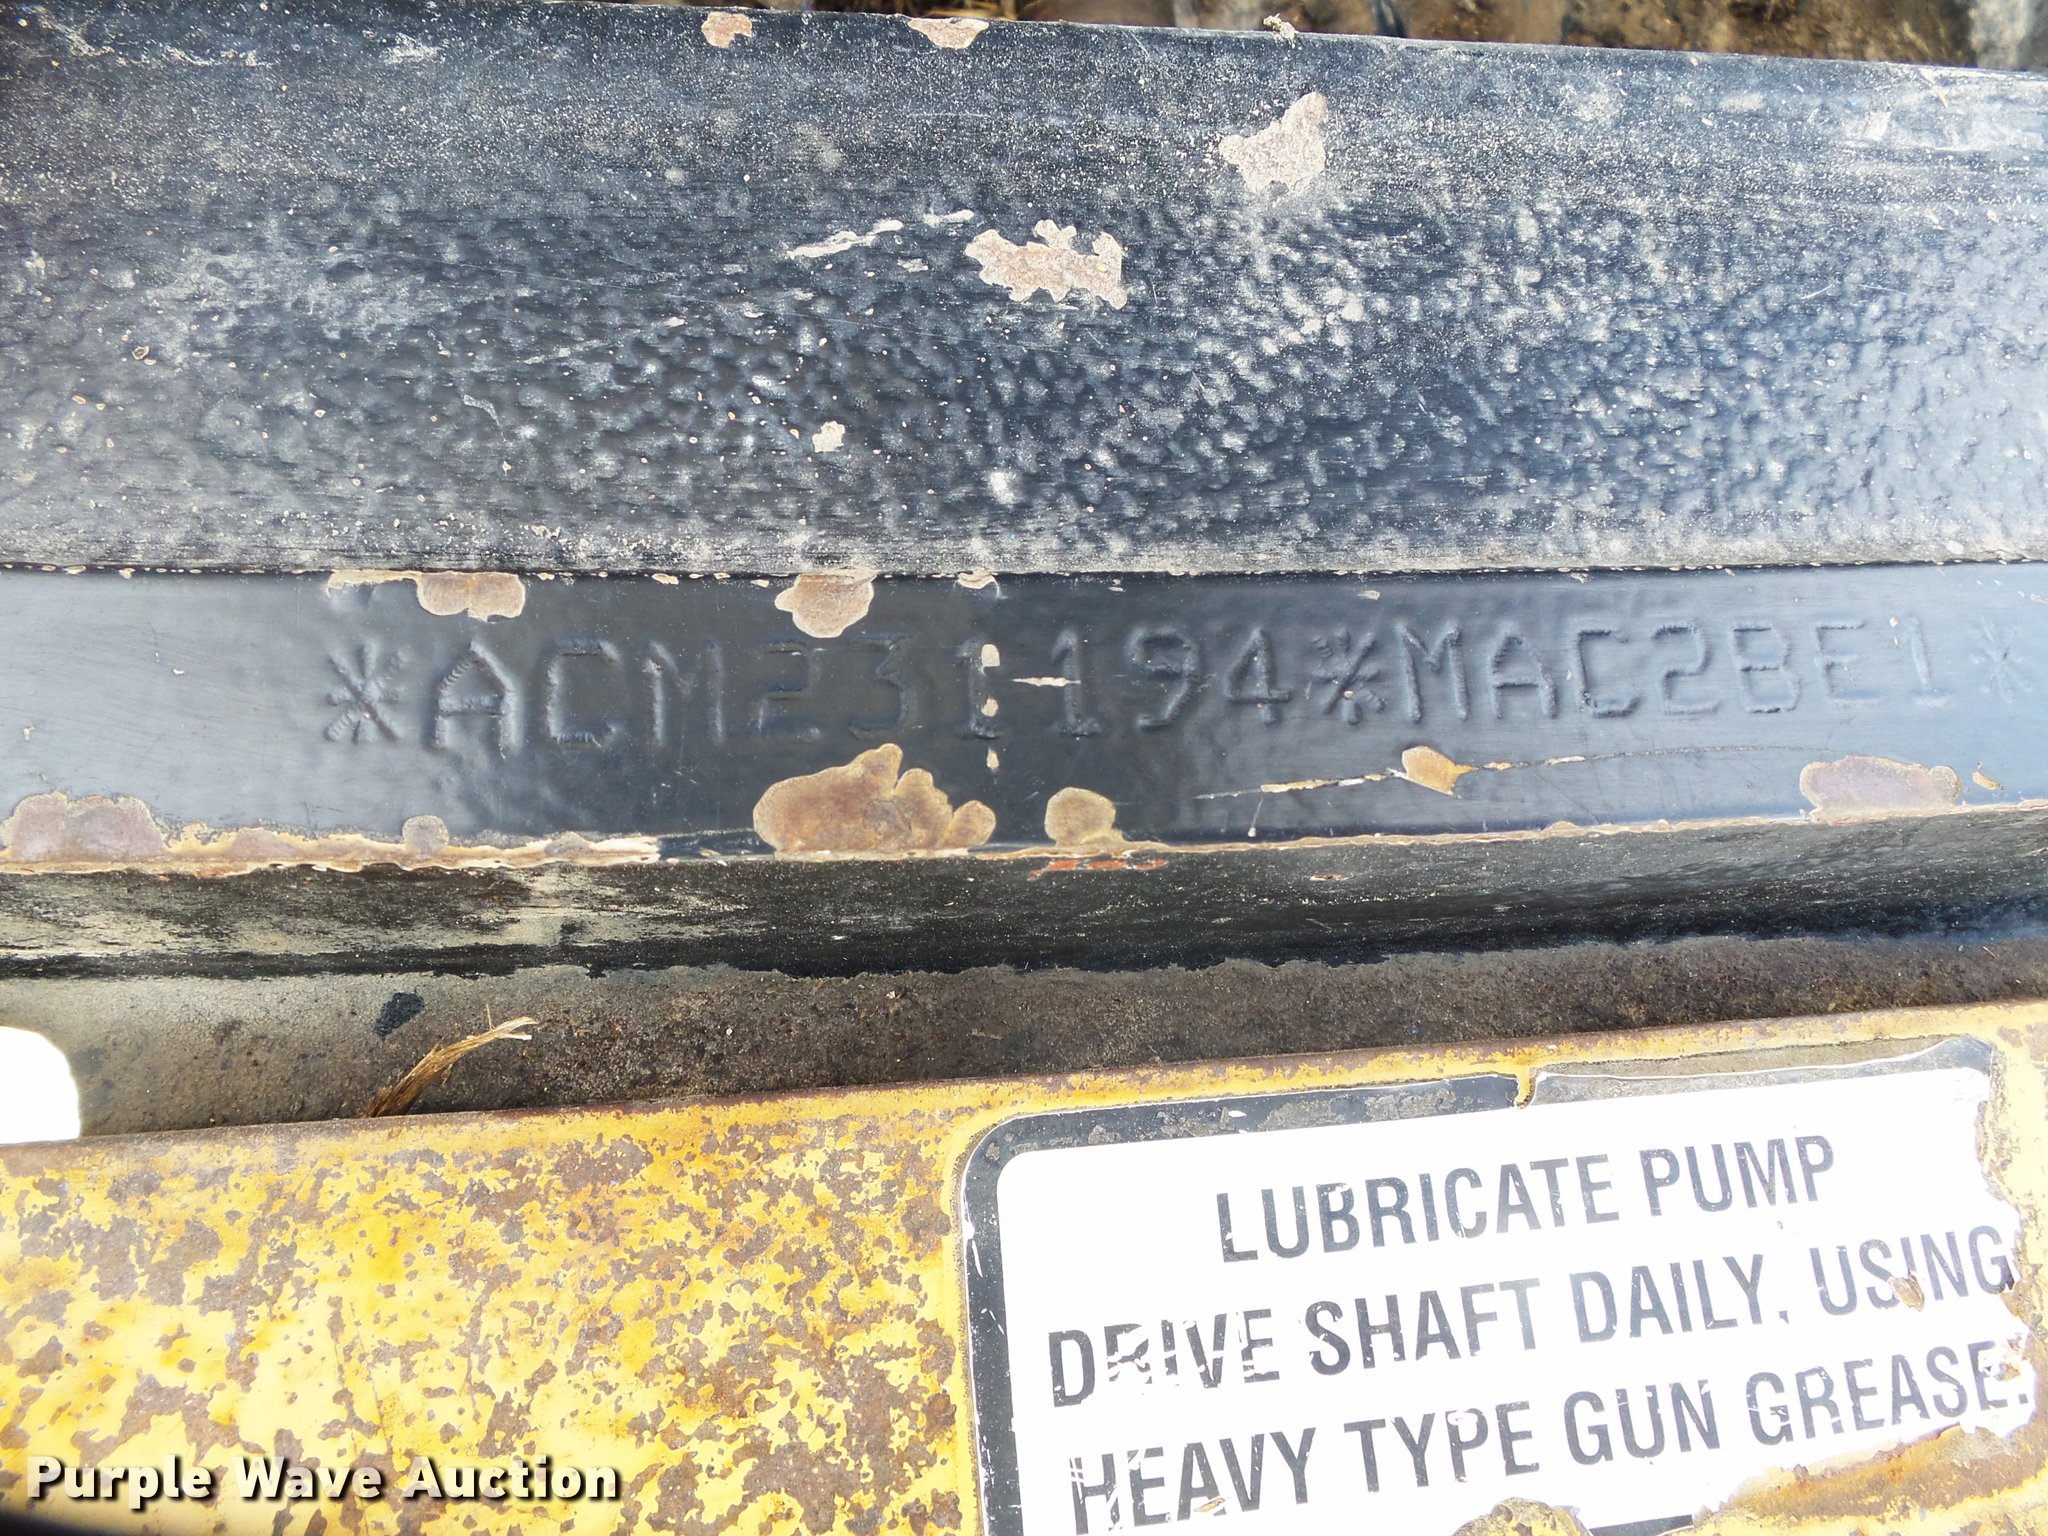 *ACM231194*MAC2BE1*
LUBRICATE PUMP
DRIVE SHAFT DAILY, USING
HEAVY TYPE GUN GREASE.
Purple Wave Auction